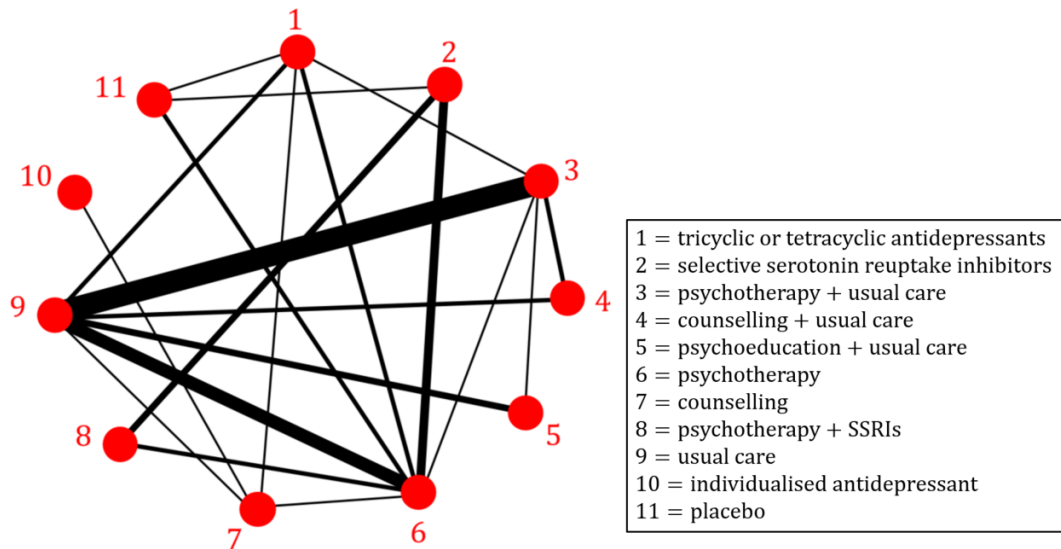 1
2
11
3
10
9
4
5
8
7
6
1 = tricyclic or tetracyclic antidepressants
2 = selective serotonin reuptake inhibitors
3 = psychotherapy + usual care
4 = counselling + usual care
5 = psychoeducation + usual care
6 = psychotherapy
7 = counselling
8 = psychotherapy + SSRIs
9 = usual care
10 = individualised antidepressant
11 = placebo